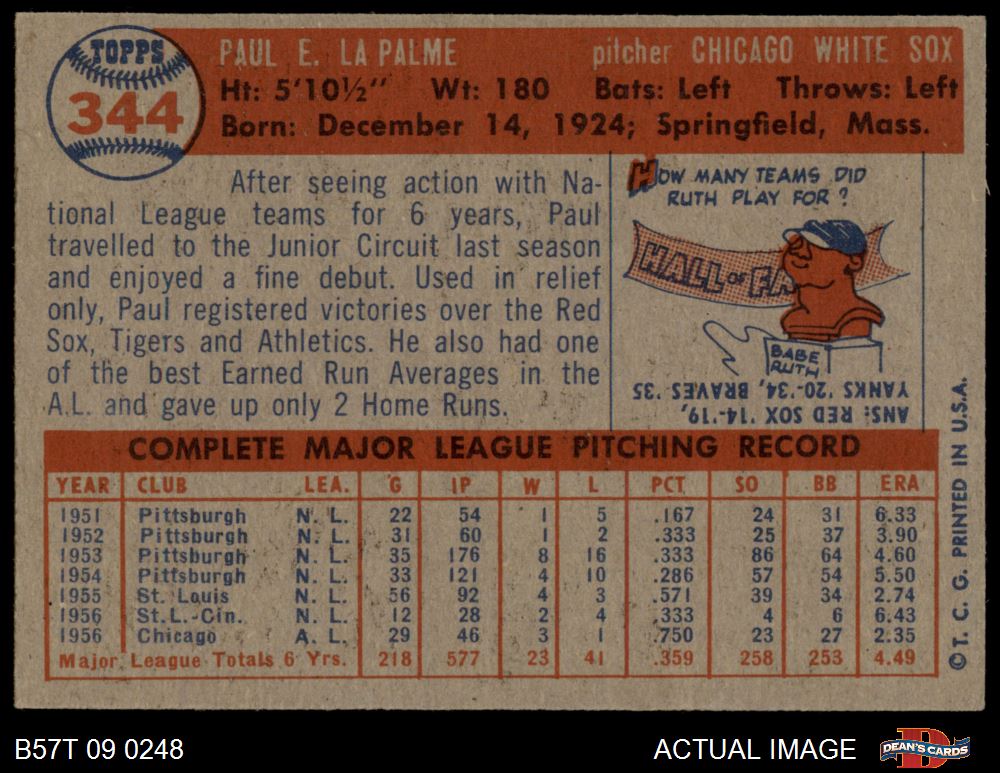 TOPPS
344
PAUL E. LA PALME pitcher CHICAGO WHITE SOX
Ht: 5'10½" Wt: 180 Bats: Left Throws: Left
Born: December 14, 1924; Springfield, Mass.
After seeing action with Na-
tional League teams for 6 years, Paul
travelled to the Junior Circuit last season
and enjoyed a fine debut. Used in relief
only, Paul registered victories over the Red
Sox, Tigers and Athletics. He also had one
of the best Earned Run Averages in the
A.L. and gave up only 2 Home Runs.
HOW MANY TEAMS DID
RUTH PLAY FOR?
HALL OF FA
BABE
RUTH
ANS: RED SOX '14-'19,
YANKS '20-'34, BRAVES '35
COMPLETE MAJOR LEAGUE PITCHING RECORD
YEAR CLUB LEA. G IP W L PCT SO BB ERA
1951 Pittsburgh N. L. 22 54 1 5 .167 24 31 6.33
1952 Pittsburgh N. L. 31 60 1 2 .333 25 37 3.90
1953 Pittsburgh N. L. 35 176 8 16 .333 86 64 4.60
1954 Pittsburgh N. L. 33 121 4 10 .286 57 54 5.50
1955 St. Louis N. L. 56 92 4 3 .571 39 34 2.74
1956 St.L.-Cin. N. L. 12 28 2 4 .333 4 6 6.43
1956 Chicago A. L. 29 46 3 1 .750 23 27 2.35
Major League Totals 6 Yrs. 218 577 23 41 .359 258 253 4.49
© T. C. G. PRINTED IN U.S.A.
B57T 09 0248 ACTUAL IMAGE
DEAN'S CARDS